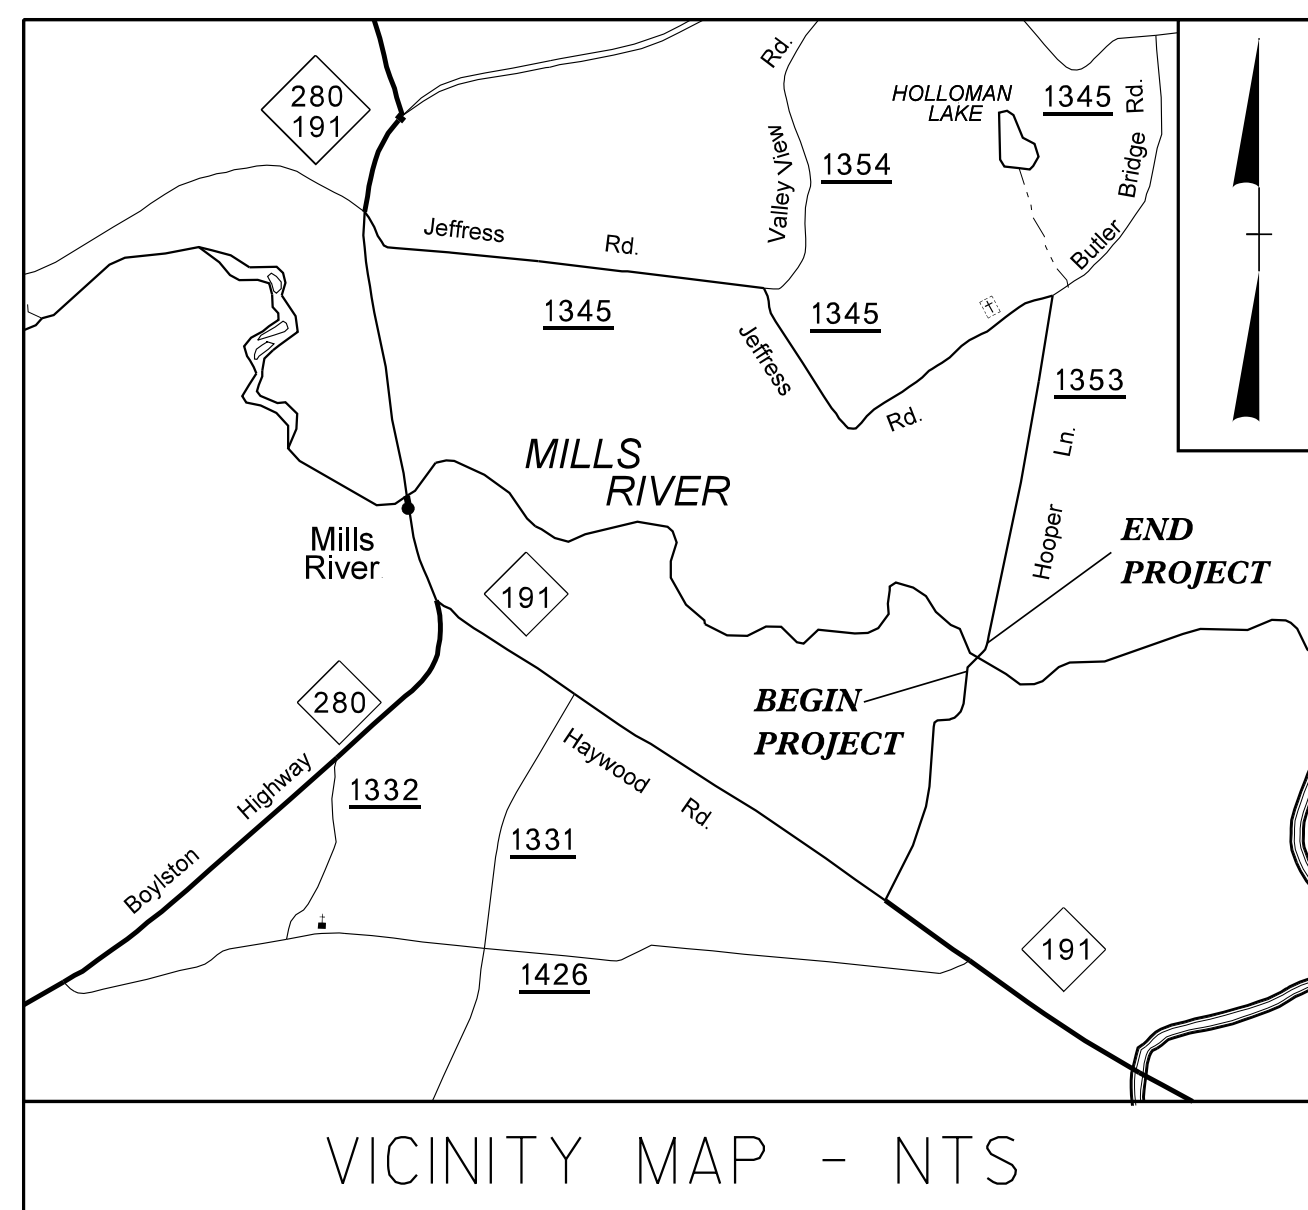 280
191
Rd.
HOLLOMAN
LAKE
1345
Rd.
Bridge
Butler
Valley View
1354
Jeffress
Rd.
1345
1345
Jeffress
Rd.
1353
Ln.
Hooper
MILLS
RIVER
END
PROJECT
Mills
River
191
280
BEGIN
PROJECT
Haywood
Rd.
Highway
Boylston
1332
1331
191
1426
VICINITY MAP - NTS